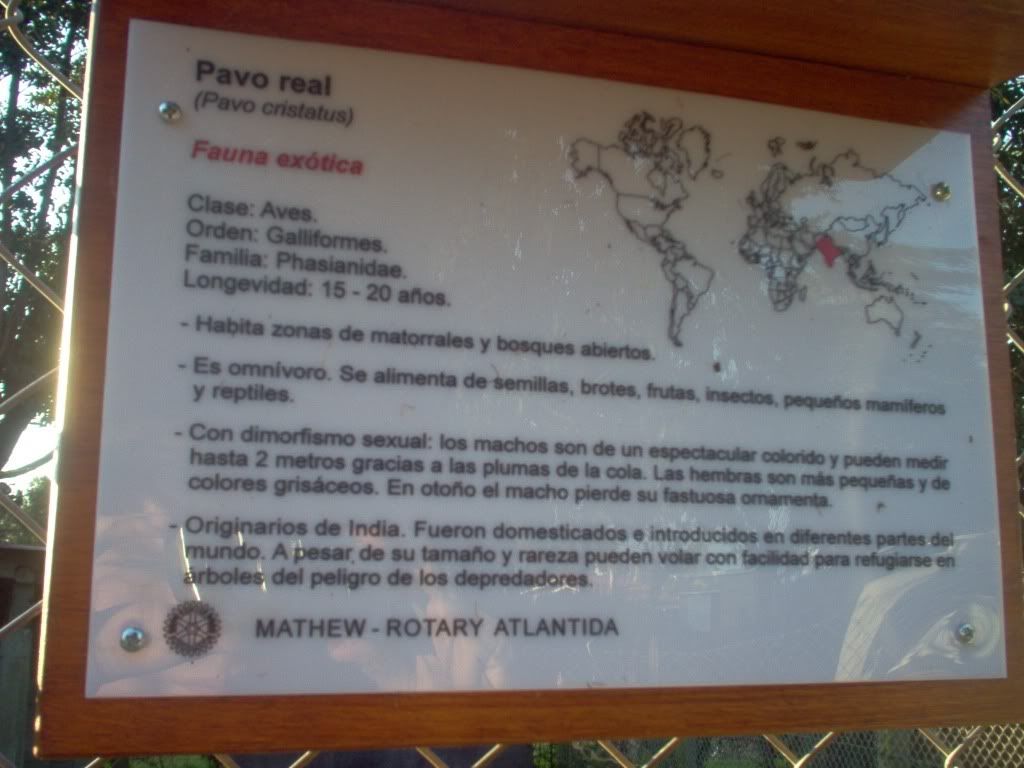 Pavo real
(Pavo cristatus)
Fauna exótica
Clase: Aves.
Orden: Galliformes.
Familia: Phasianidae.
Longevidad: 15 - 20 años.
- Habita zonas de matorrales y bosques abiertos.
- Es omnívoro. Se alimenta de semillas, brotes, frutas, insectos, pequeños mamíferos
y reptiles.
- Con dimorfismo sexual: los machos son de un espectacular colorido y pueden medir
hasta 2 metros gracias a las plumas de la cola. Las hembras son más pequeñas y de
colores grisáceos. En otoño el macho pierde su fastuosa ornamenta.
- Originarios de India. Fueron domesticados e introducidos en diferentes partes del
mundo. A pesar de su tamaño y rareza pueden volar con facilidad para refugiarse en
árboles del peligro de los depredadores.
MATHEW - ROTARY ATLANTIDA